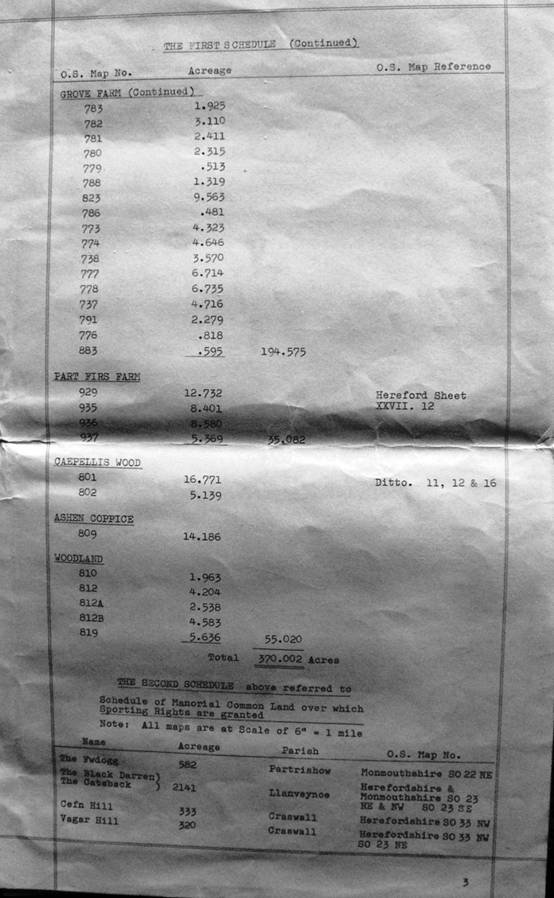 THE FIRST SCHEDULE (Continued)
O.S. Map No. Acreage O.S. Map Reference
GROVE FARM (Continued)
783 1.925
782 3.110
781 2.411
780 2.315
779 .513
788 1.319
823 9.563
786 .481
773 4.323
774 4.646
738 3.570
777 6.714
778 6.735
737 4.716
791 2.279
776 .818
883 .595 194.575
PART FIRS FARM
929 12.732 Hereford Sheet
935 8.401 XXVII. 12
936 8.580
937 5.369 35.082
CAEPELLIS WOOD
801 16.771 Ditto. 11, 12 & 16
802 5.139
ASHEN COPPICE
809 14.186
WOODLAND
810 1.963
812 4.204
812A 2.538
812B 4.583
819 5.636 55.020
Total 370.002 Acres
THE SECOND SCHEDULE above referred to
Schedule of Manorial Common Land over which
Sporting Rights are granted
Note: All maps are at Scale of 6" = 1 mile
Name Acreage Parish O.S. Map No.
The Fwdogg 582 Partrishow Monmouthshire SO 22 NE
The Black Darren) Herefordshire &
The Catsback ) 2141 Llanveynoe Monmouthshire SO 23
NE & NW SO 23 SE
Cefn Hill 333 Craswall Herefordshire SO 33 NW
Vagar Hill 320 Craswall Herefordshire SO 33 NW
SO 23 NE
3